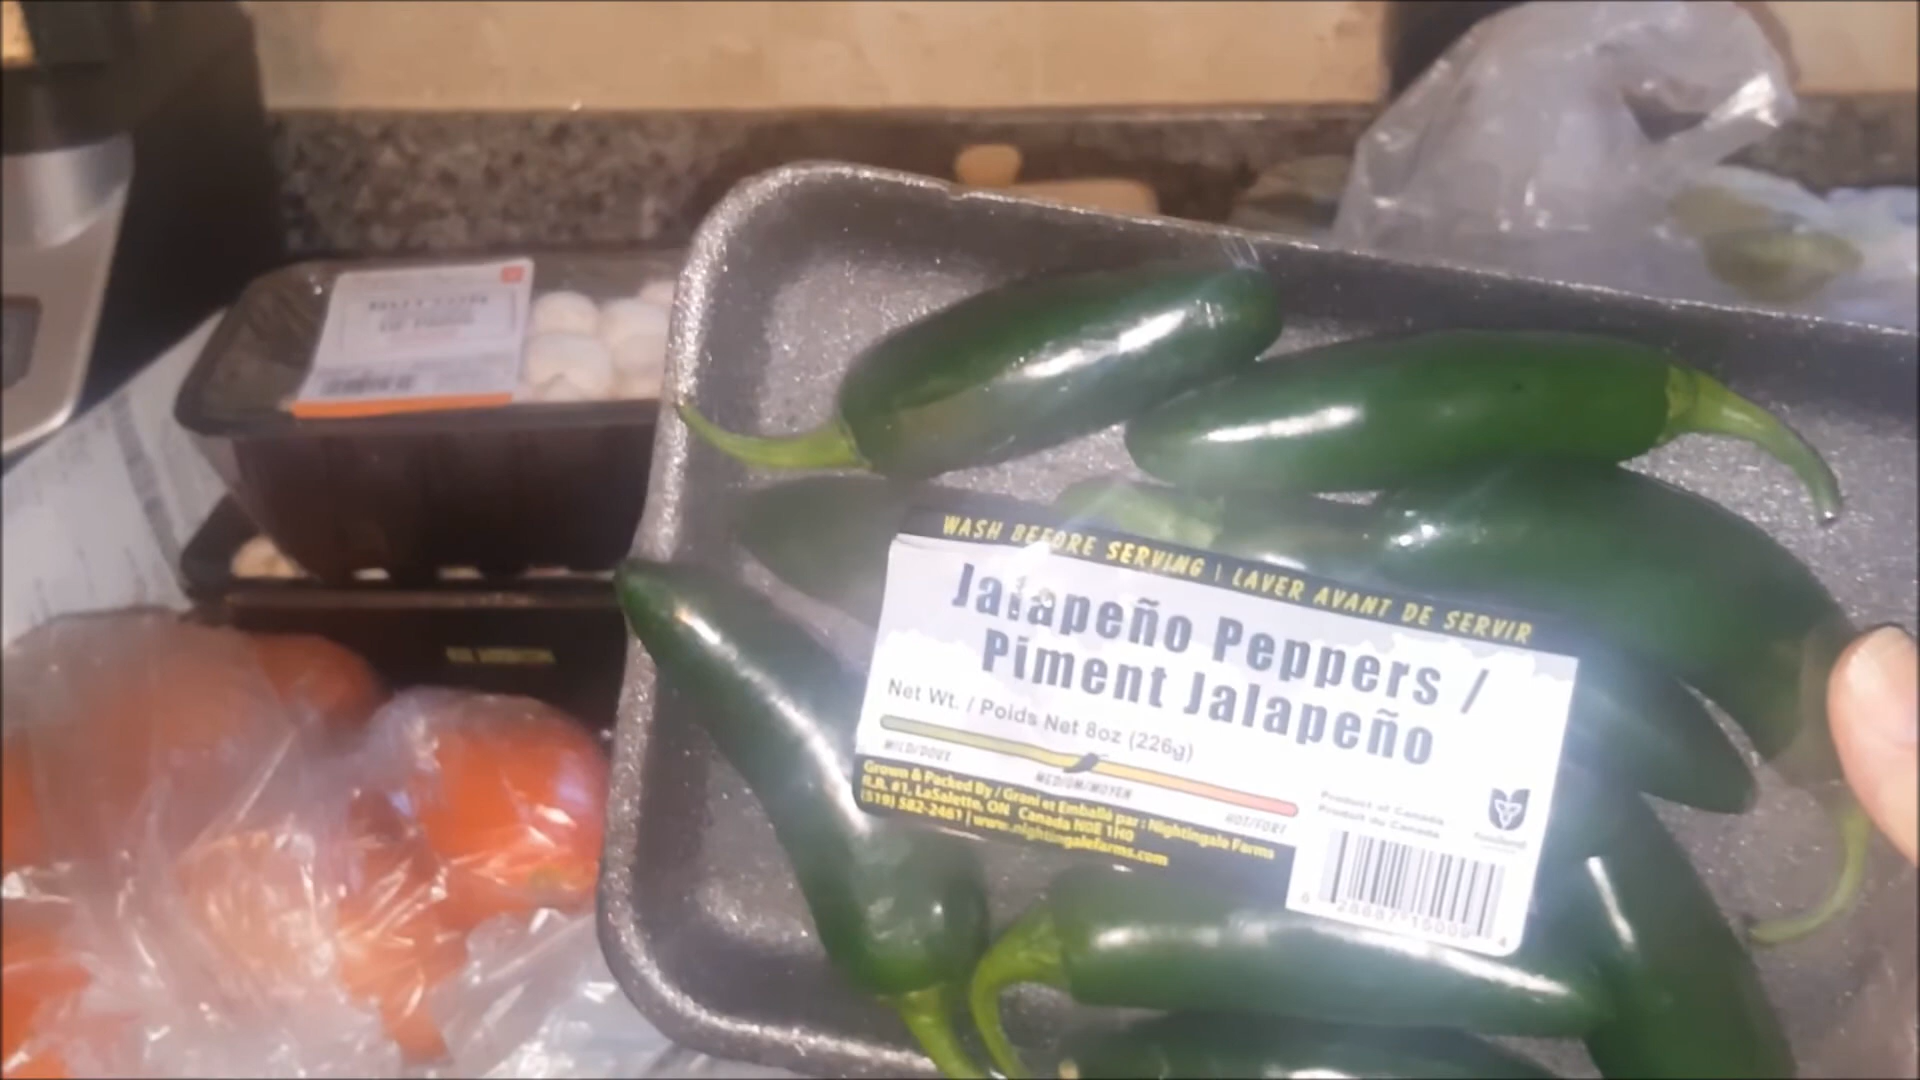 WASH BEFORE SERVING | LAVER AVANT DE SERVIR
Jalapeño Peppers /
Piment Jalapeño
Net Wt. / Poids Net 8oz (226g)
MILD/DOUX
MEDIUM/MOYEN
HOT/FORT
Grown & Packed By / Groni et Emballé par : Nightingale Farms
R.R. #1, LaSalette, ON Canada N0E 1H0
(519) 582-2461 | www.nightingalefarms.com
Product of Canada
Produit du Canada
Foodland